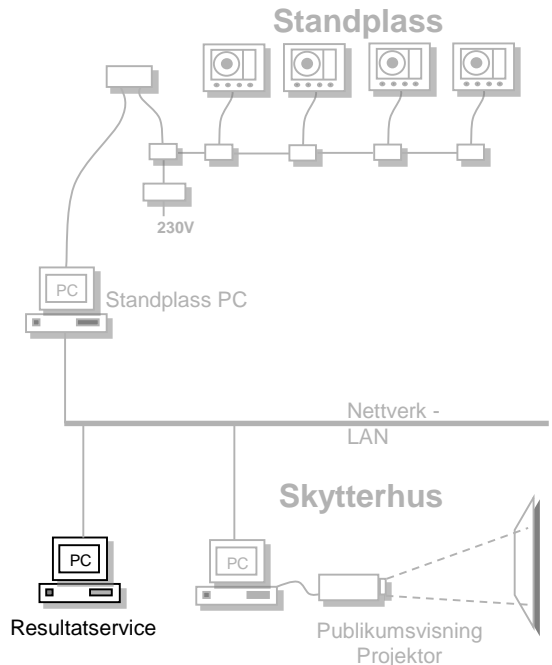 Standplass
230V
PC
Standplass PC
Nettverk -
LAN
Skytterhus
PC
PC
Resultatservice
Publikumsvisning
Projektor